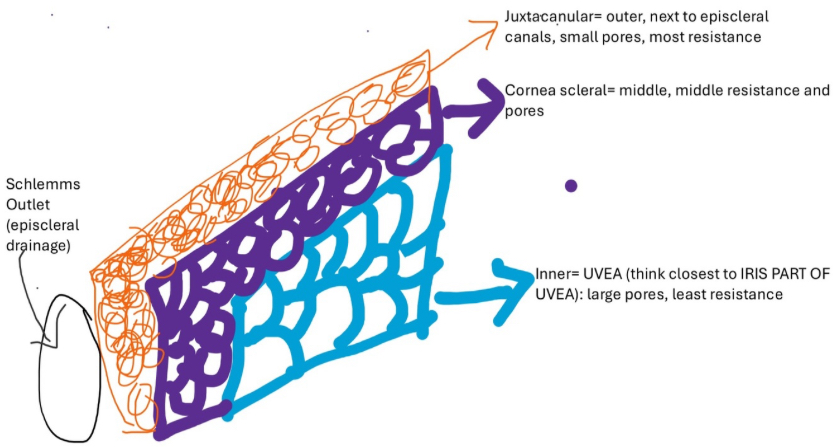 Juxtacanular= outer, next to episcleral
canals, small pores, most resistance
Cornea scleral= middle, middle resistance and
pores
Schlemms
Outlet
(episcleral
drainage)
Inner= UVEA (think closest to IRIS PART OF
UVEA): large pores, least resistance